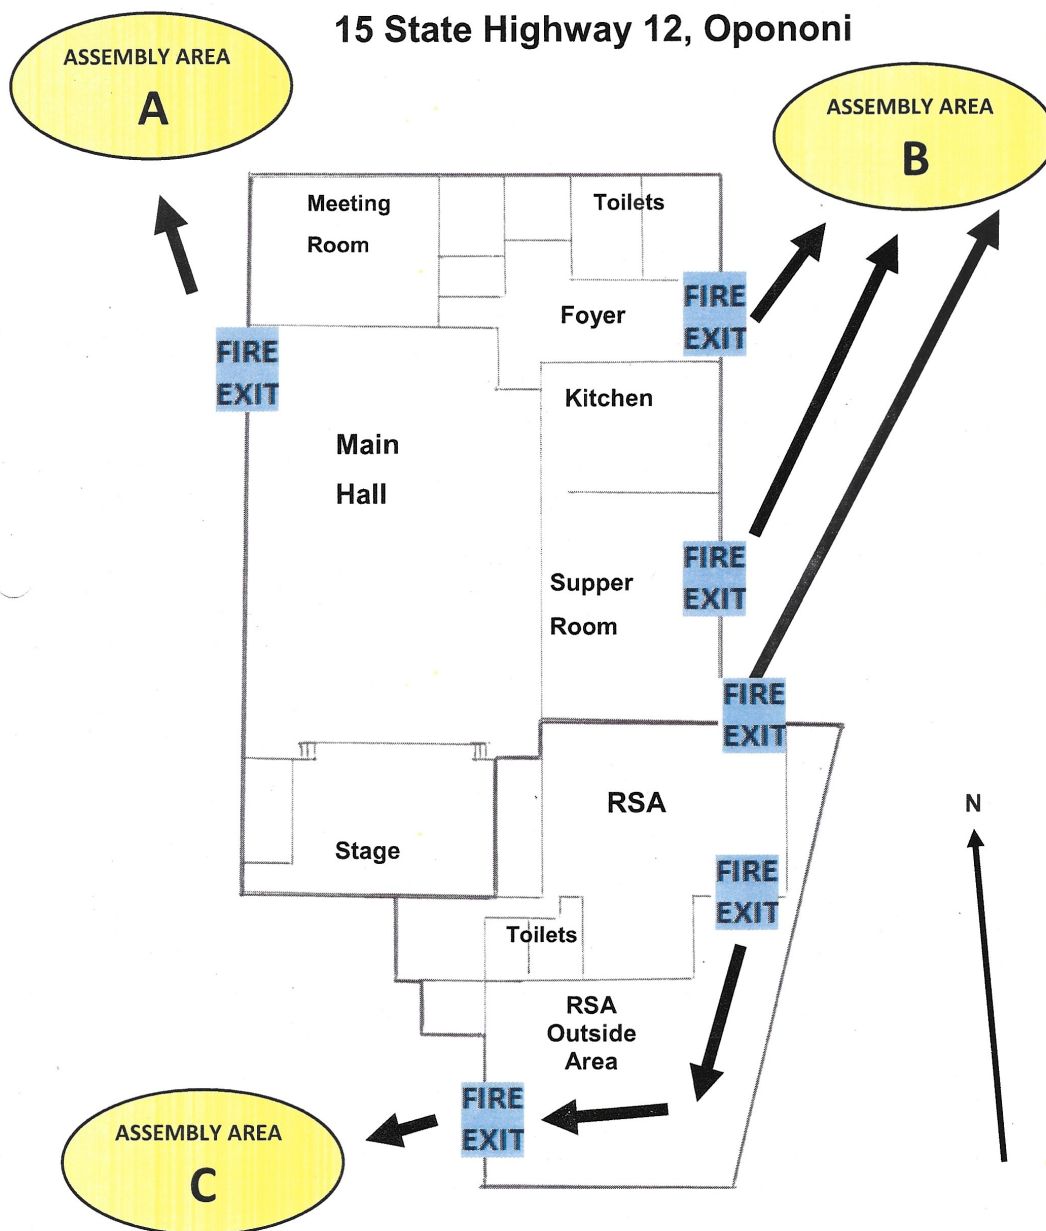 15 State Highway 12, Opononi
ASSEMBLY AREA
A
ASSEMBLY AREA
B
Meeting
Room
Toilets
FIRE
EXIT
Foyer
FIRE
EXIT
Kitchen
Main
Hall
FIRE
EXIT
Supper
Room
FIRE
EXIT
RSA
N
Stage
FIRE
EXIT
Toilets
RSA
Outside
Area
FIRE
EXIT
ASSEMBLY AREA
C